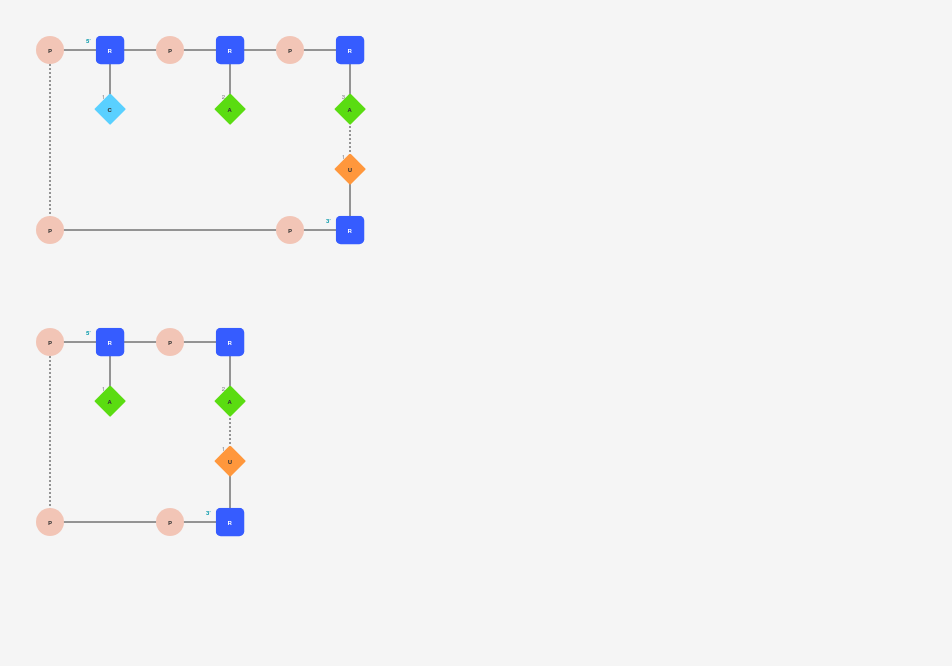 5'
P R P R P R
1 2 3
C A A
1
U
3'
P P R
5'
P R P R
1 2
A A
1
U
3'
P P R